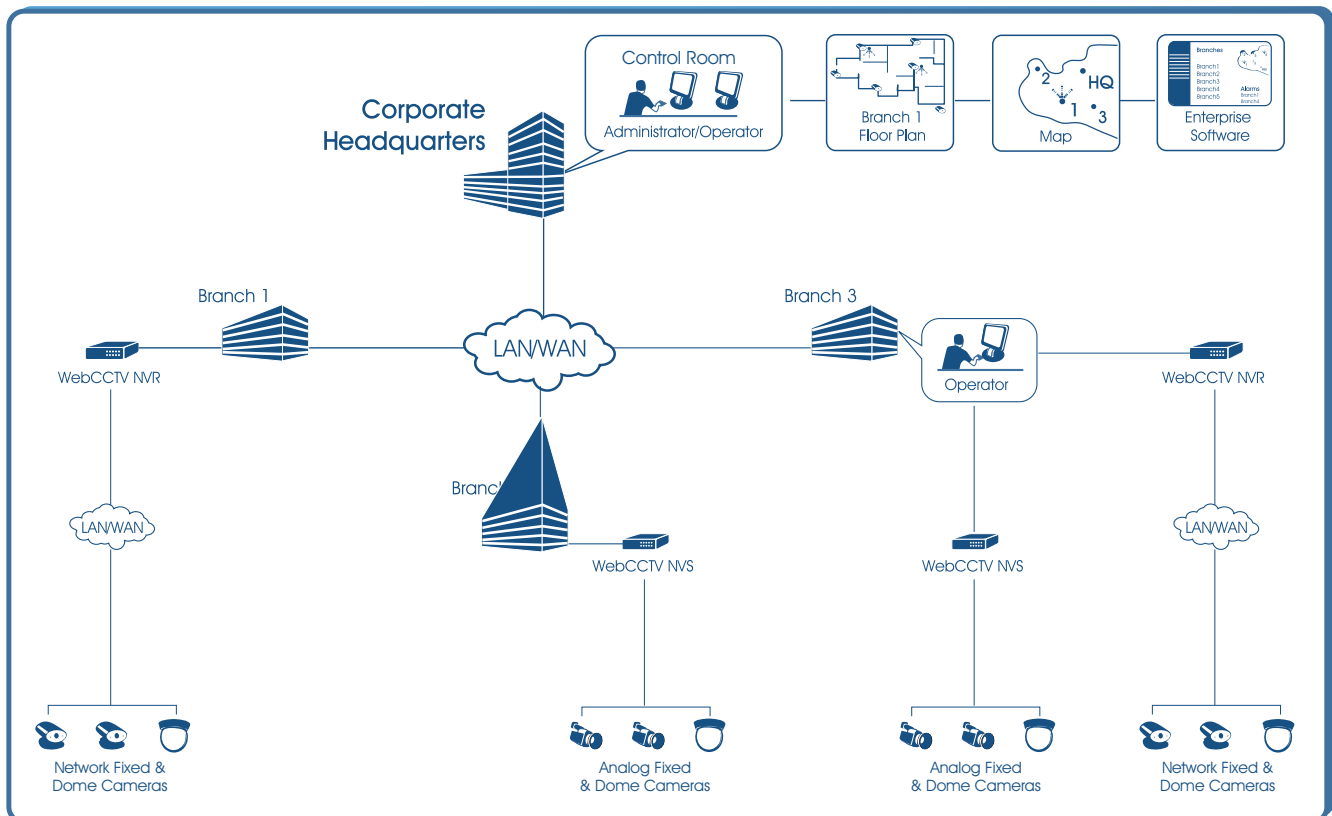 Control Room
Administrator/Operator
Branch 1
Floor Plan
2
HQ
1
3
Map
Branches
Branch1
Branch2
Branch3
Branch4
Branch5
Alarms
Branch1
Branch4
Enterprise
Software
Corporate
Headquarters
Branch 1
Branch 3
LAN/WAN
WebCCTV NVR
Operator
WebCCTV NVR
LAN/WAN
WebCCTV NVS
WebCCTV NVS
LAN/WAN
Network Fixed &
Dome Cameras
Analog Fixed
& Dome Cameras
Analog Fixed
& Dome Cameras
Network Fixed &
Dome Cameras